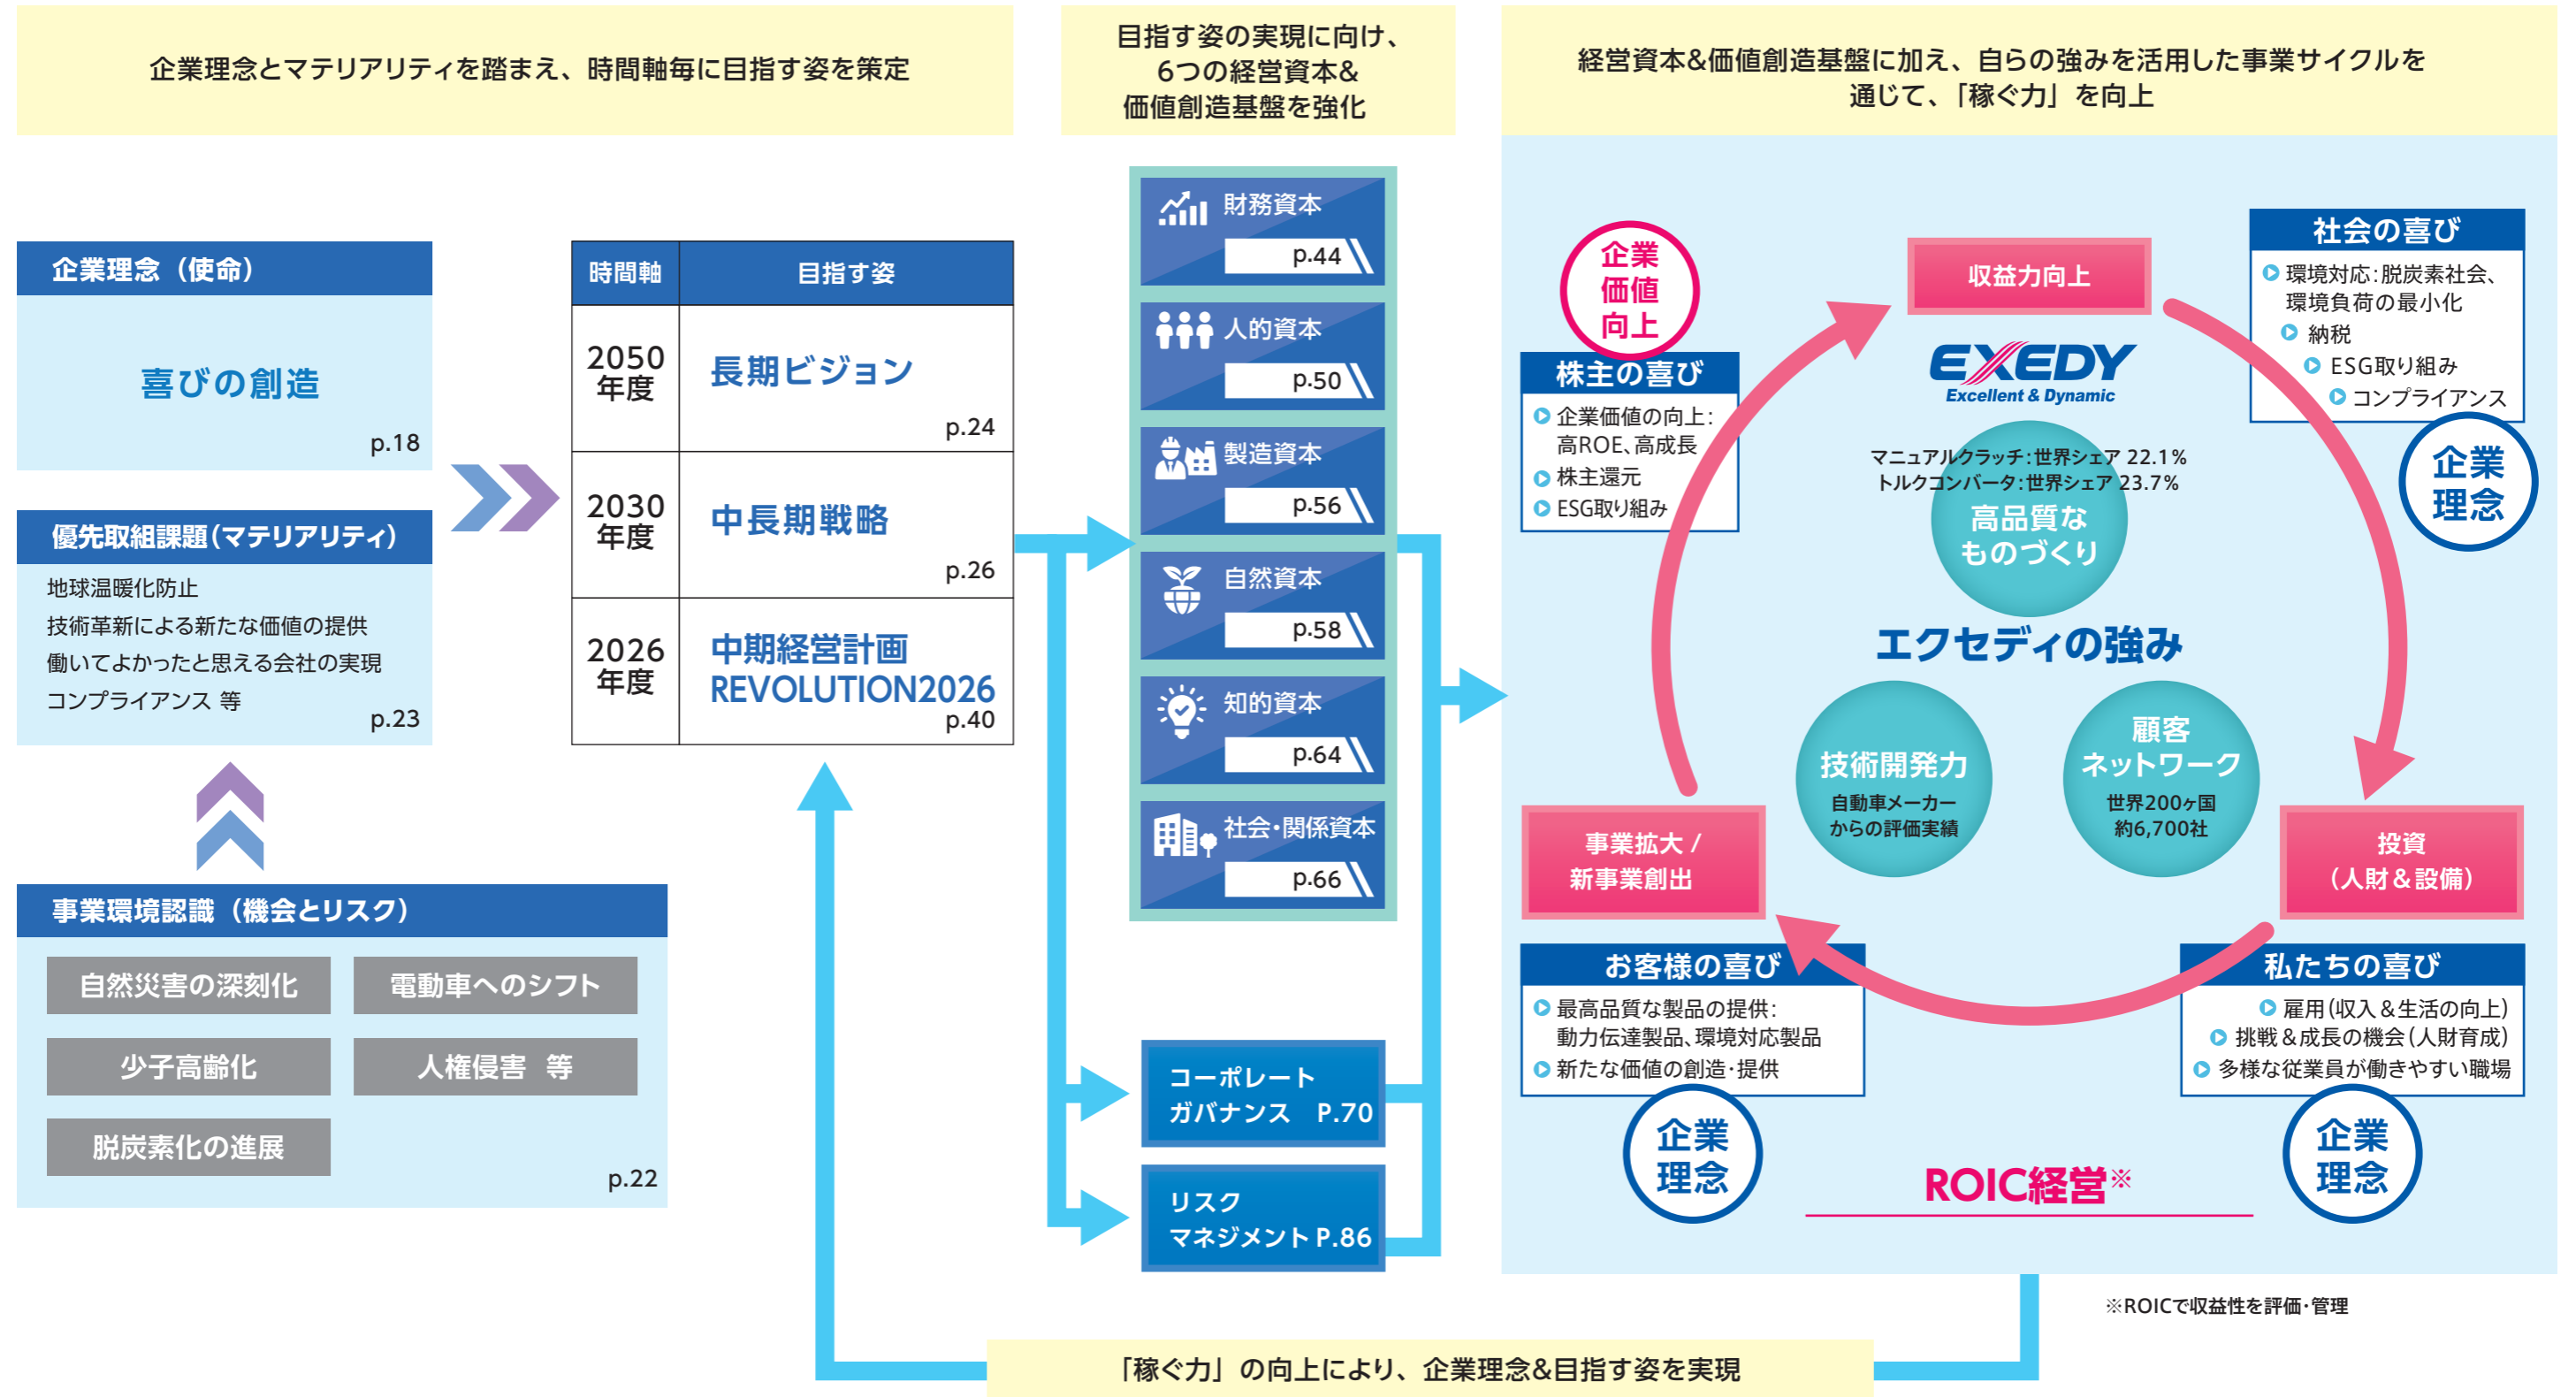 企業理念とマテリアリティを踏まえ、時間軸毎に目指す姿を策定
目指す姿の実現に向け、
6つの経営資本&
価値創造基盤を強化
経営資本&価値創造基盤に加え、自らの強みを活用した事業サイクルを
通じて、「稼ぐ力」を向上
企業理念（使命）
喜びの創造
p.18
優先取組課題（マテリアリティ）
地球温暖化防止
技術革新による新たな価値の提供
働いてよかったと思える会社の実現
コンプライアンス 等
p.23
事業環境認識（機会とリスク）
自然災害の深刻化
電動車へのシフト
少子高齢化
人権侵害 等
脱炭素化の進展
p.22
時間軸 目指す姿
2050
年度
長期ビジョン
p.24
2030
年度
中長期戦略
p.26
2026
年度
中期経営計画
REVOLUTION2026
p.40
財務資本
p.44
人的資本
p.50
製造資本
p.56
自然資本
p.58
知的資本
p.64
社会・関係資本
p.66
コーポレート
ガバナンス P.70
リスク
マネジメント P.86
企業
価値
向上
株主の喜び
企業価値の向上：
高ROE、高成長
株主還元
ESG取り組み
収益力向上
EXEDY
Excellent & Dynamic
社会の喜び
環境対応：脱炭素社会、
環境負荷の最小化
納税
ESG取り組み
コンプライアンス
企業
理念
マニュアルクラッチ：世界シェア 22.1％
トルクコンバータ：世界シェア 23.7％
高品質な
ものづくり
エクセディの強み
技術開発力
自動車メーカー
からの評価実績
顧客
ネットワーク
世界200ヶ国
約6,700社
事業拡大 /
新事業創出
投資
（人財＆設備）
お客様の喜び
最高品質な製品の提供：
動力伝達製品、環境対応製品
新たな価値の創造・提供
企業
理念
私たちの喜び
雇用（収入＆生活の向上）
挑戦＆成長の機会（人財育成）
多様な従業員が働きやすい職場
企業
理念
ROIC経営※
※ROICで収益性を評価・管理
「稼ぐ力」の向上により、企業理念&目指す姿を実現